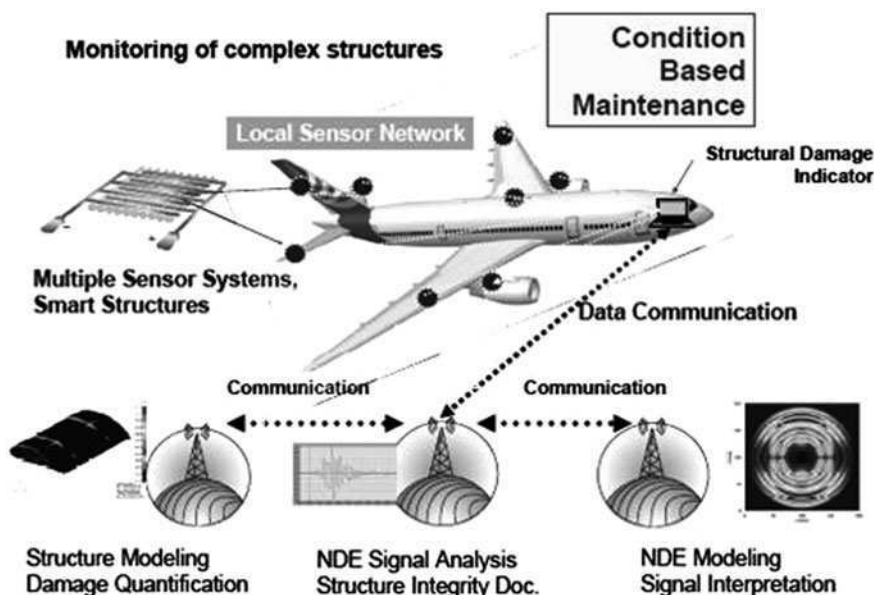 Monitoring of complex structures
Condition
Based
Maintenance
Local Sensor Network
Structural Damage
Indicator
Multiple Sensor Systems,
Smart Structures
Data Communication
Communication
Communication
Structure Modeling
Damage Quantification
NDE Signal Analysis
Structure Integrity Doc.
NDE Modeling
Signal Interpretation